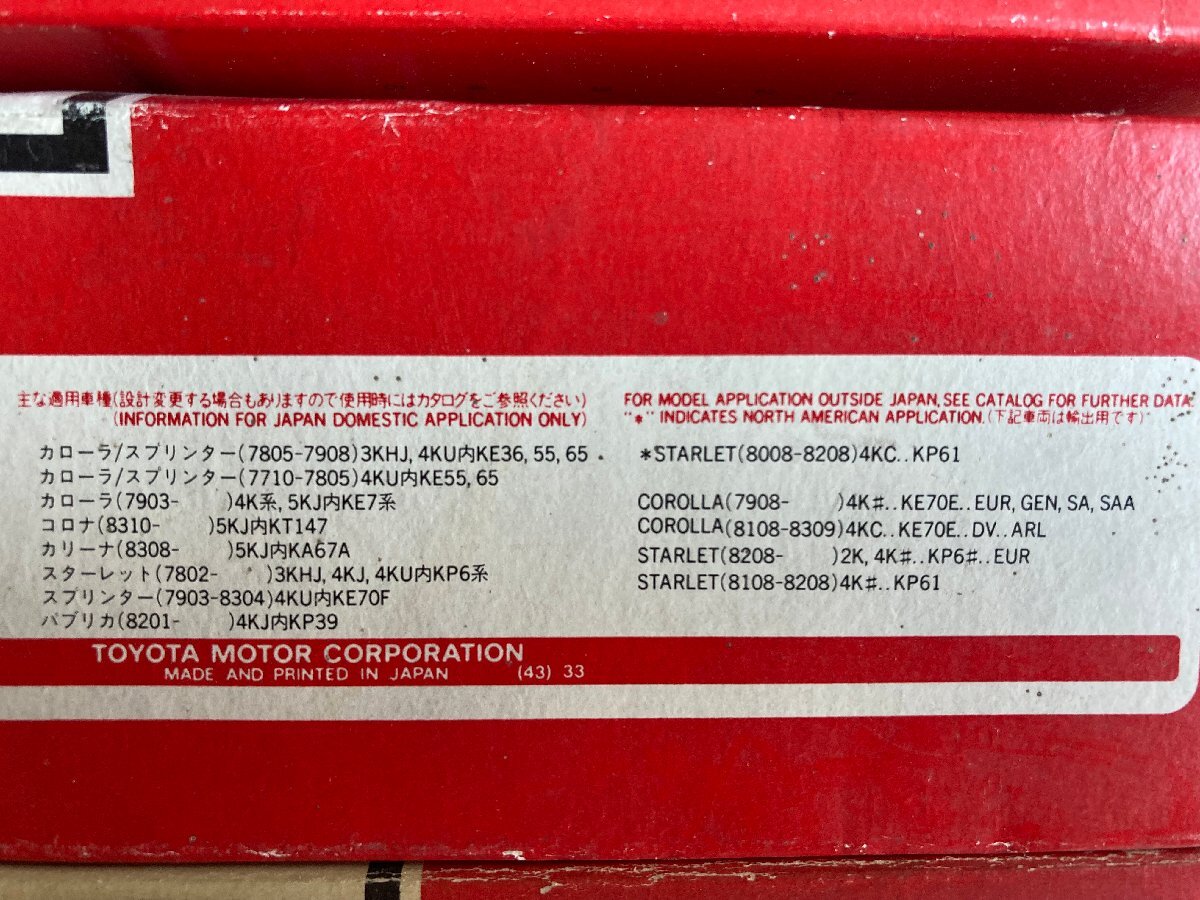 主な適用車種(設計変更する場合もありますので使用時にはカタログをご参照ください)
(INFORMATION FOR JAPAN DOMESTIC APPLICATION ONLY)
カローラ/スプリンター(7805-7908)3KHJ, 4KU内KE36, 55, 65
カローラ/スプリンター(7710-7805)4KU内KE55, 65
カローラ(7903-　　)4K系, 5KJ内KE7系
コロナ(8310-　　)5KJ内KT147
カリーナ(8308-　　)5KJ内KA67A
スターレット(7802-　　)3KHJ, 4KJ, 4KU内KP6系
スプリンター(7903-8304)4KU内KE70F
パブリカ(8201-　　)4KJ内KP39
FOR MODEL APPLICATION OUTSIDE JAPAN, SEE CATALOG FOR FURTHER DATA
"*" INDICATES NORTH AMERICAN APPLICATION. (下記車両は輸出用です)
*STARLET(8008-8208)4KC..KP61
COROLLA(7908-　　)4K#..KE70E..EUR, GEN, SA, SAA
COROLLA(8108-8309)4KC..KE70E..DV..ARL
STARLET(8208-　　)2K, 4K#..KP6#..EUR
STARLET(8108-8208)4K#..KP61
TOYOTA MOTOR CORPORATION
MADE AND PRINTED IN JAPAN (43) 33